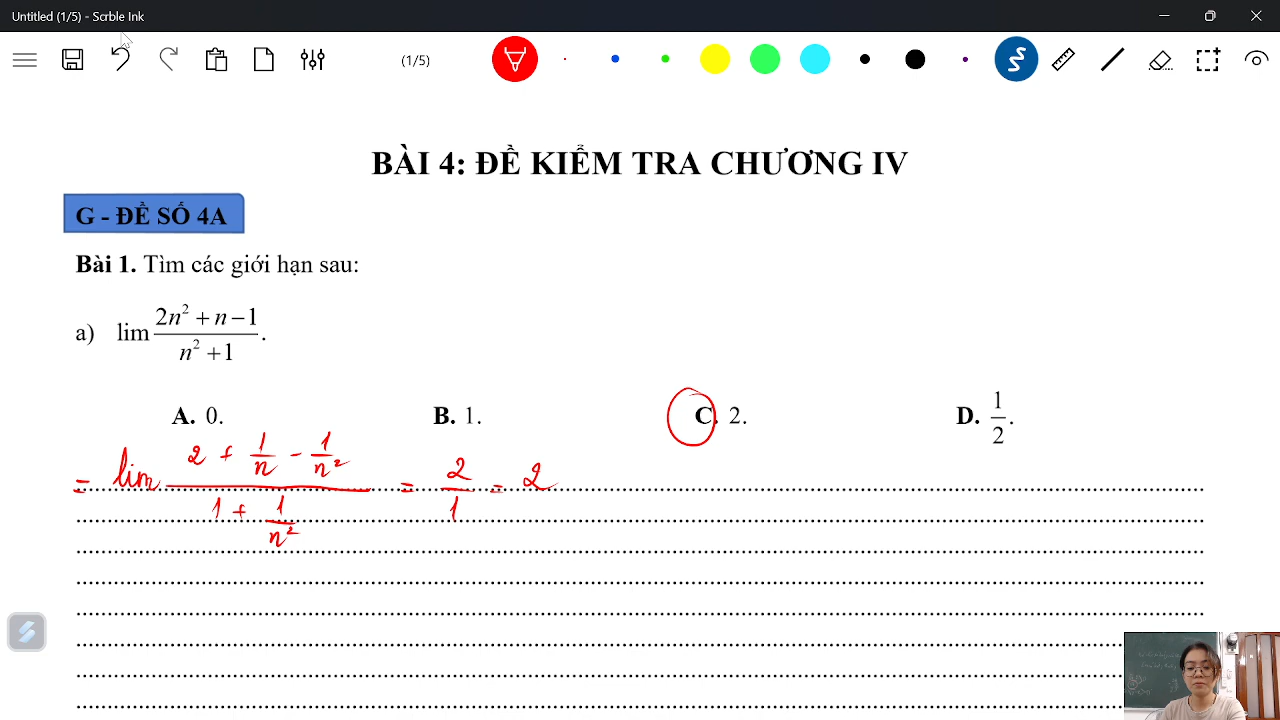 Untitled (1/5) - Scrble Ink
(1/5)
BÀI 4: ĐỀ KIỂM TRA CHƯƠNG IV
G - ĐỀ SỐ 4A
Bài 1. Tìm các giới hạn sau:
a) lim (2n² + n − 1)/(n² + 1).
A. 0. B. 1. C. 2. D. 1/2.
= lim (2 + 1/n − 1/n²)/(1 + 1/n²) = 2/1 = 2